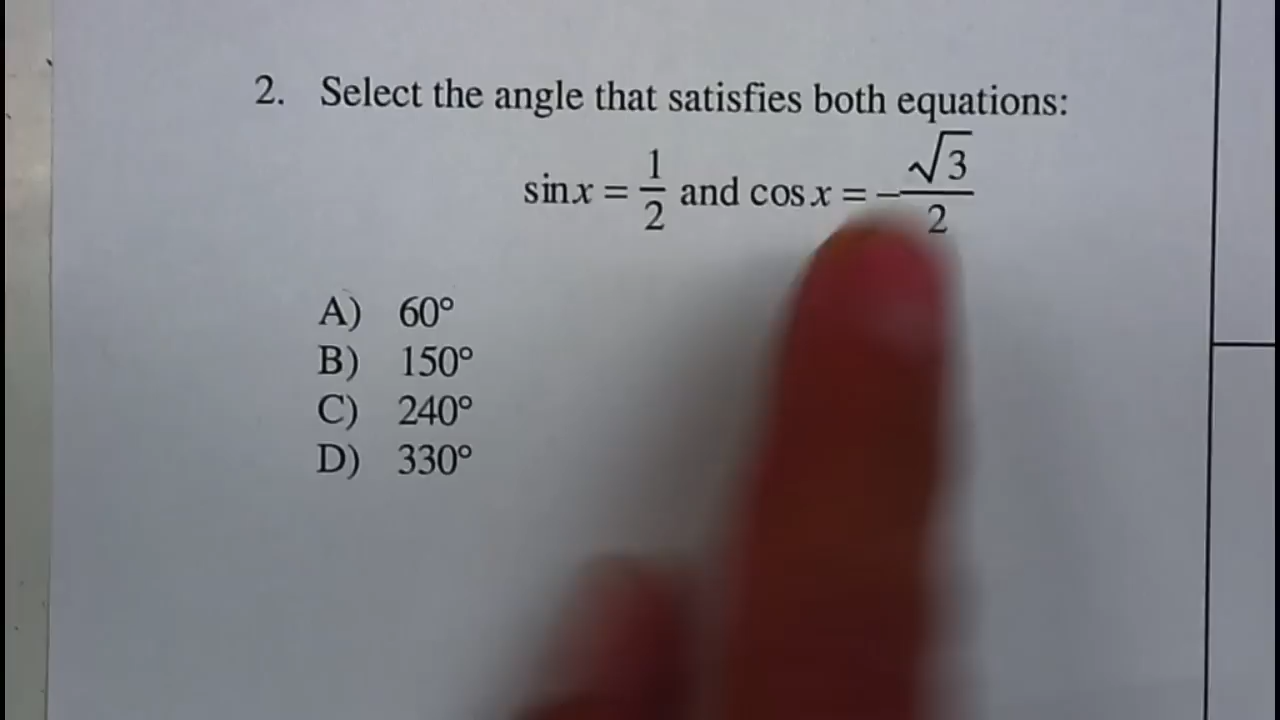 2. Select the angle that satisfies both equations:
sin x = 1/2 and cos x = -√3/2
A) 60°
B) 150°
C) 240°
D) 330°